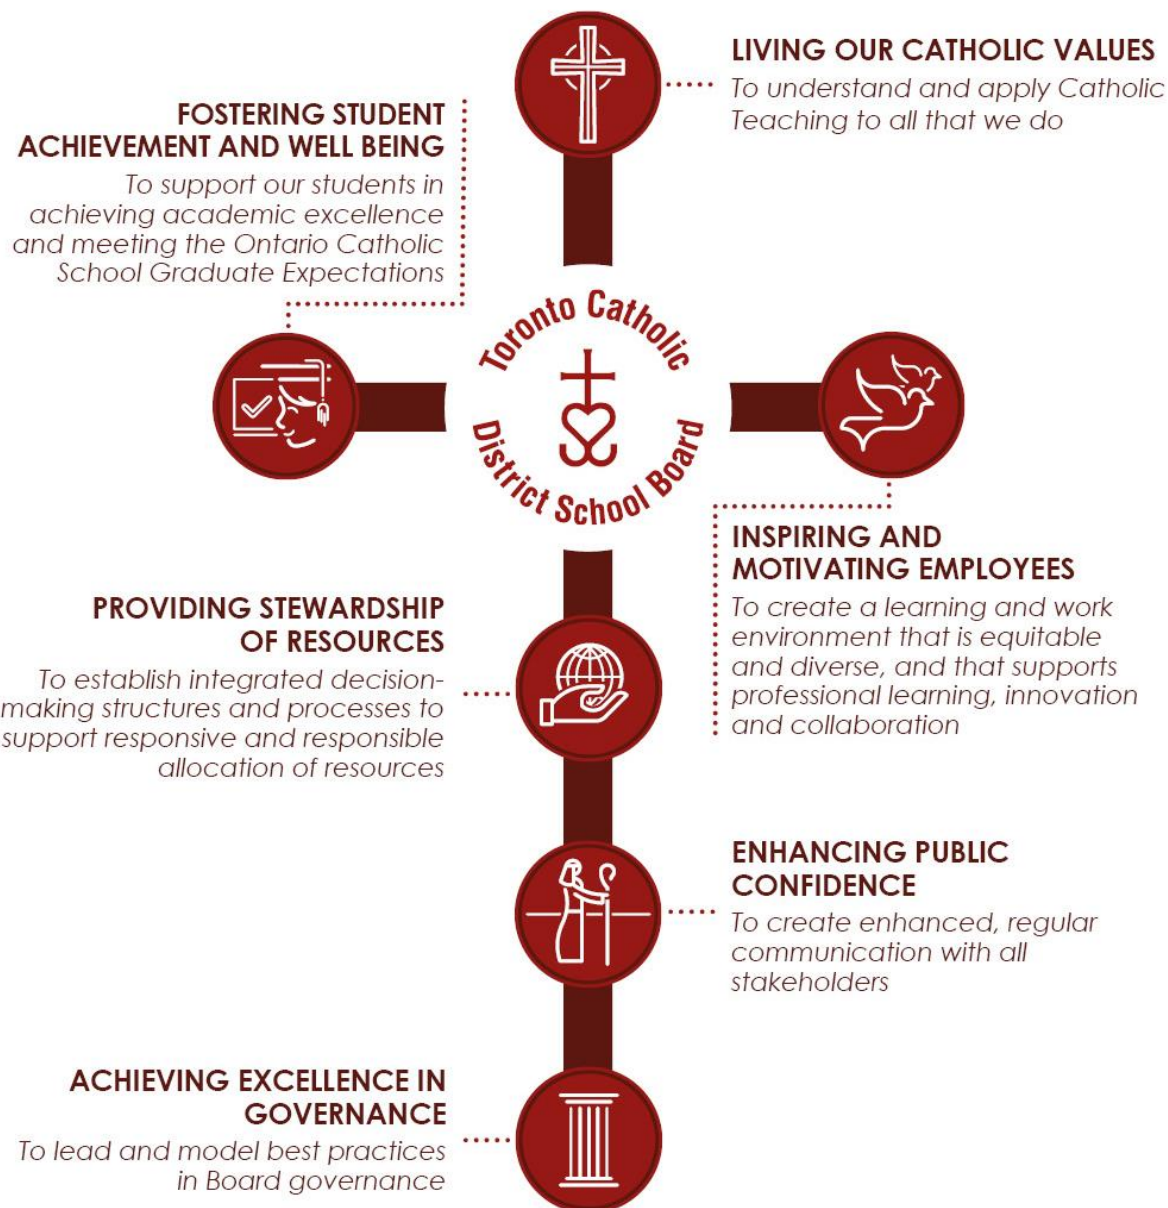 LIVING OUR CATHOLIC VALUES
To understand and apply Catholic
Teaching to all that we do
FOSTERING STUDENT
ACHIEVEMENT AND WELL BEING
To support our students in
achieving academic excellence
and meeting the Ontario Catholic
School Graduate Expectations
Toronto Catholic
District School Board
INSPIRING AND
MOTIVATING EMPLOYEES
To create a learning and work
environment that is equitable
and diverse, and that supports
professional learning, innovation
and collaboration
PROVIDING STEWARDSHIP
OF RESOURCES
To establish integrated decision-
making structures and processes to
support responsive and responsible
allocation of resources
ENHANCING PUBLIC
CONFIDENCE
To create enhanced, regular
communication with all
stakeholders
ACHIEVING EXCELLENCE IN
GOVERNANCE
To lead and model best practices
in Board governance